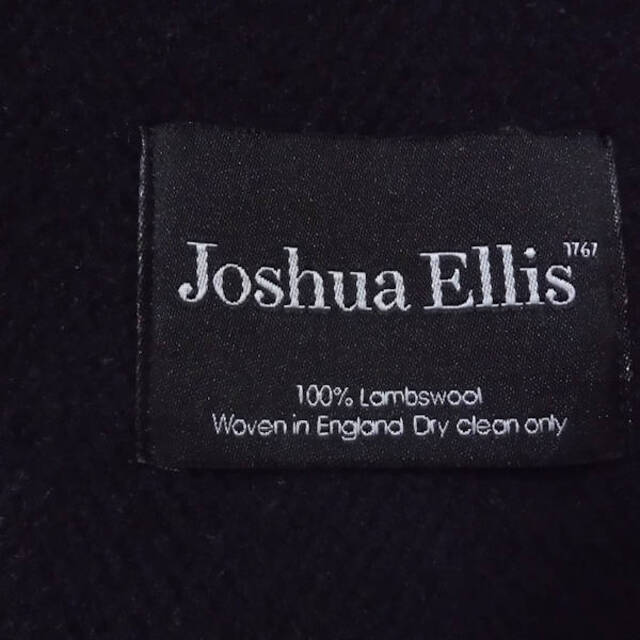 Joshua Ellis 1767
100% Lambswool
Woven in England Dry clean only